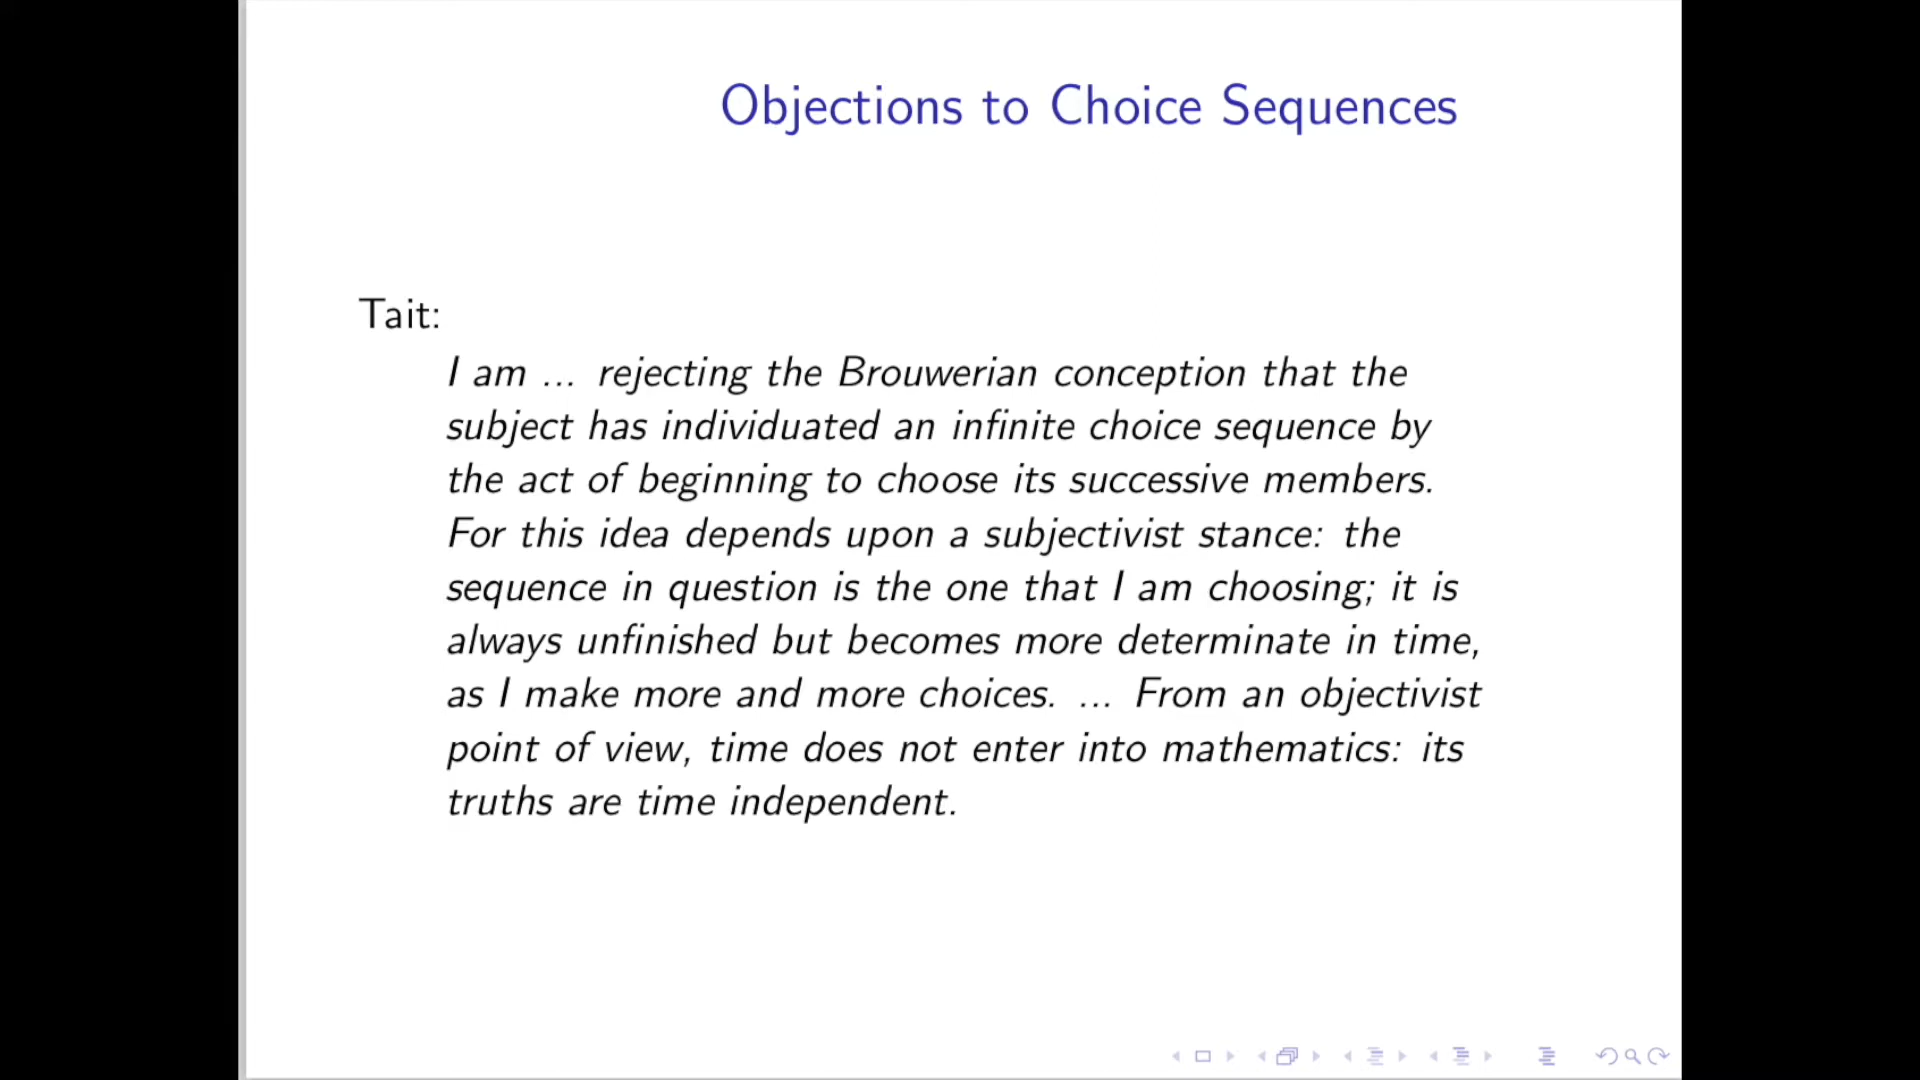 Objections to Choice Sequences
Tait:
I am ... rejecting the Brouwerian conception that the
subject has individuated an infinite choice sequence by
the act of beginning to choose its successive members.
For this idea depends upon a subjectivist stance: the
sequence in question is the one that I am choosing; it is
always unfinished but becomes more determinate in time,
as I make more and more choices. ... From an objectivist
point of view, time does not enter into mathematics: its
truths are time independent.